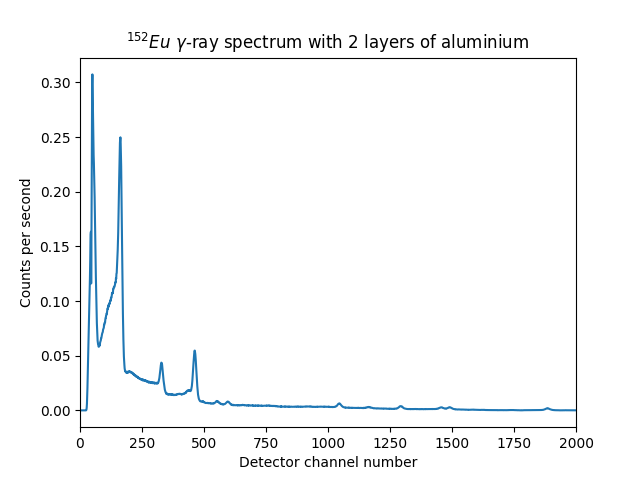 ¹⁵²Eu γ-ray spectrum with 2 layers of aluminium
0.30
0.25
0.20
0.15
0.10
0.05
0.00
Counts per second
0 250 500 750 1000 1250 1500 1750 2000
Detector channel number